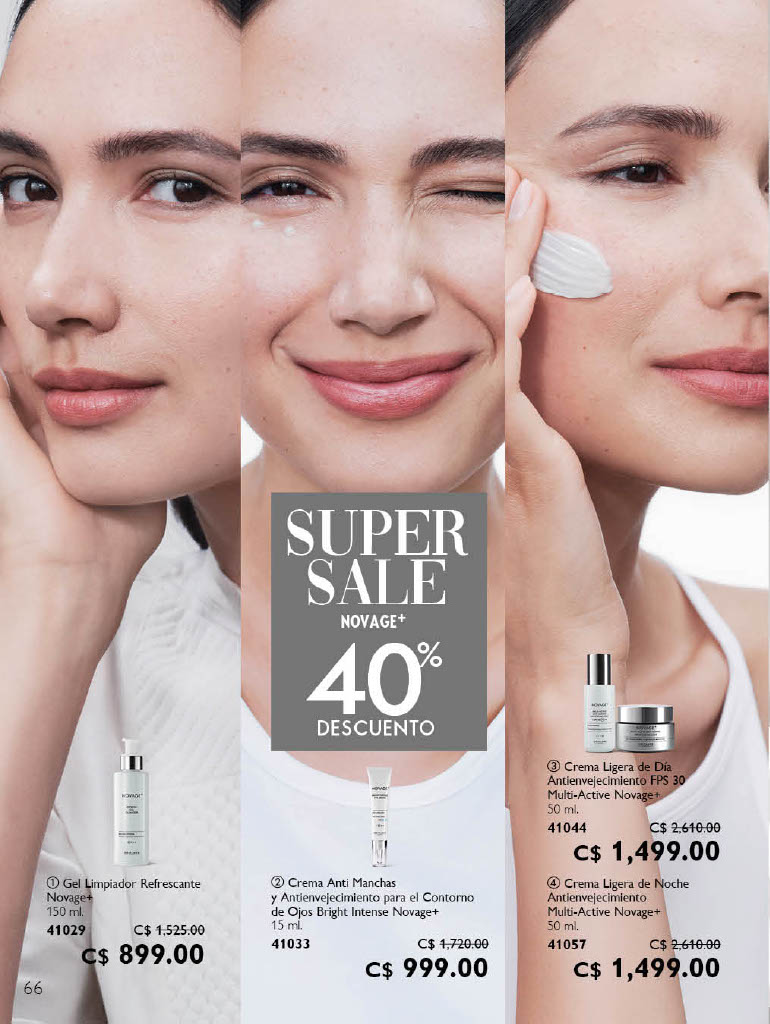 SUPER
SALE
NOVAGE+
40%
DESCUENTO
NOVAGE+
① Gel Limpiador Refrescante
Novage+
150 ml.
41029 C$ 1,525.00
C$ 899.00
NOVAGE+
② Crema Anti Manchas
y Antienvejecimiento para el Contorno
de Ojos Bright Intense Novage+
15 ml.
41033 C$ 1,720.00
C$ 999.00
NOVAGE+
NOVAGE+
③ Crema Ligera de Día
Antienvejecimiento FPS 30
Multi-Active Novage+
50 ml.
41044 C$ 2,610.00
C$ 1,499.00
④ Crema Ligera de Noche
Antienvejecimiento
Multi-Active Novage+
50 ml.
41057 C$ 2,610.00
C$ 1,499.00
66